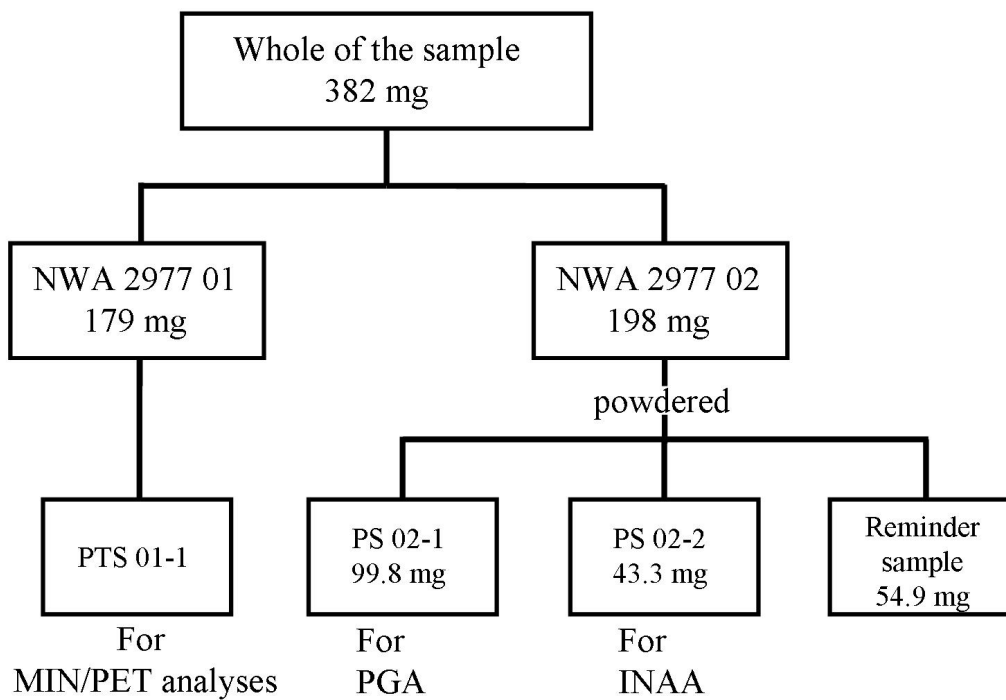 Whole of the sample
382 mg
NWA 2977 01
179 mg
NWA 2977 02
198 mg
powdered
PTS 01-1
PS 02-1
99.8 mg
PS 02-2
43.3 mg
Reminder
sample
54.9 mg
For
MIN/PET analyses
For
PGA
For
INAA